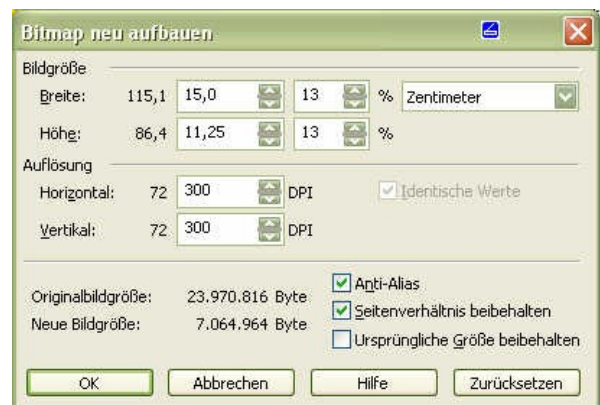 Bitmap neu aufbauen
Bildgröße
Breite: 115,1 15,0 13 % Zentimeter
Höhe: 86,4 11,25 13 %
Auflösung
Horizontal: 72 300 DPI Identische Werte
Vertikal: 72 300 DPI
Originalbildgröße: 23.970.816 Byte
Neue Bildgröße: 7.064.964 Byte
Anti-Alias
Seitenverhältnis beibehalten
Ursprüngliche Größe beibehalten
OK Abbrechen Hilfe Zurücksetzen